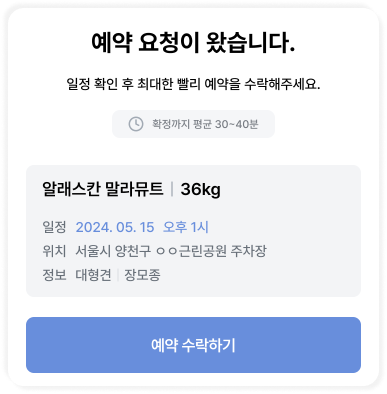 예약 요청이 왔습니다.
일정 확인 후 최대한 빨리 예약을 수락해주세요.
확정까지 평균 30~40분
알래스칸 말라뮤트 | 36kg
일정 2024. 05. 15 오후 1시
위치 서울시 양천구 ㅇㅇ근린공원 주차장
정보 대형견 | 장모종
예약 수락하기